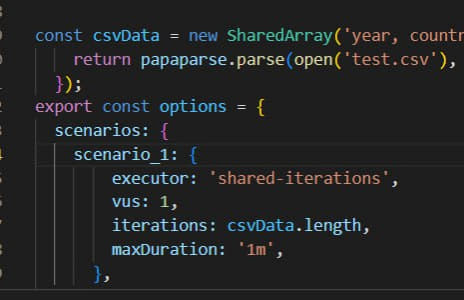 const csvData = new SharedArray('year, countr
return papaparse.parse(open('test.csv'),
});
export const options = {
scenarios: {
scenario_1: {
executor: 'shared-iterations',
vus: 1,
iterations: csvData.length,
maxDuration: '1m',
},